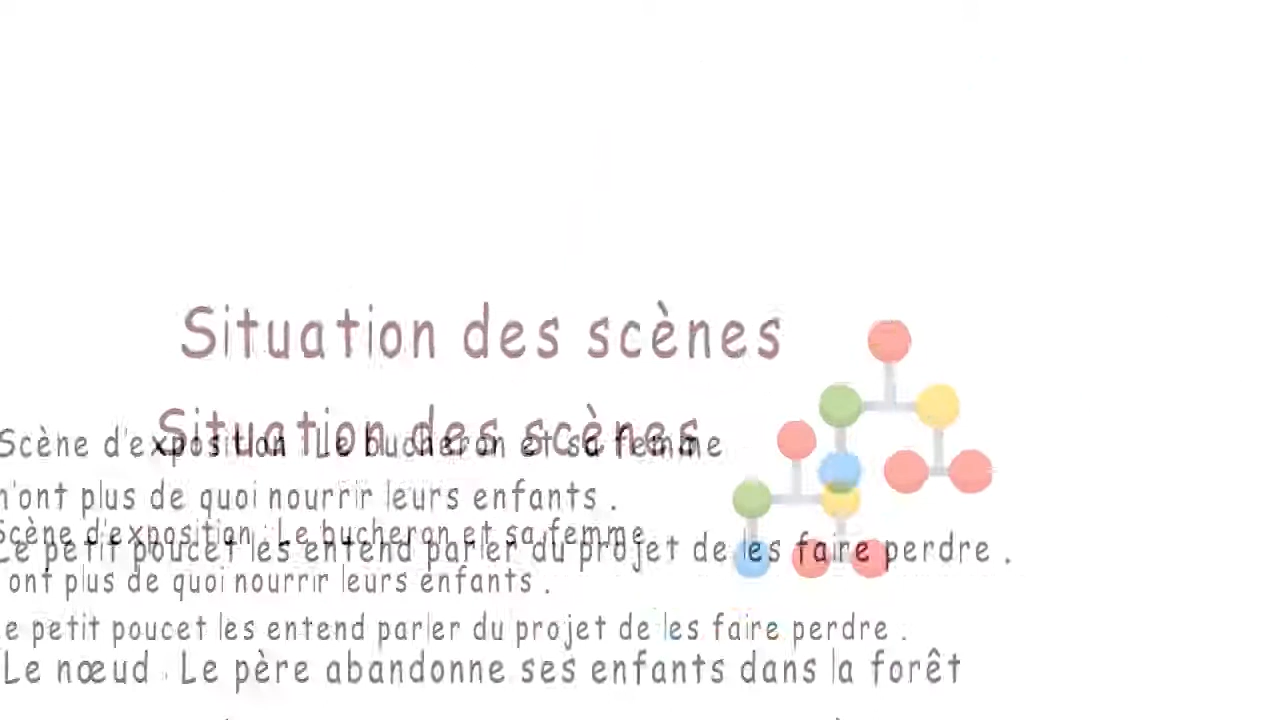 Situation des scènes
Situation des scènes
Scène d'exposition Le bucheron et sa femme
n'ont plus de quoi nourrir leurs enfants .
Scène d'exposition Le bucheron et sa femme
Le petit poucet les entend parler du projet de les faire perdre .
ont plus de quoi nourrir leurs enfants .
e petit poucet les entend parler du projet de les faire perdre .
Le nœud . Le père abandonne ses enfants dans la forêt